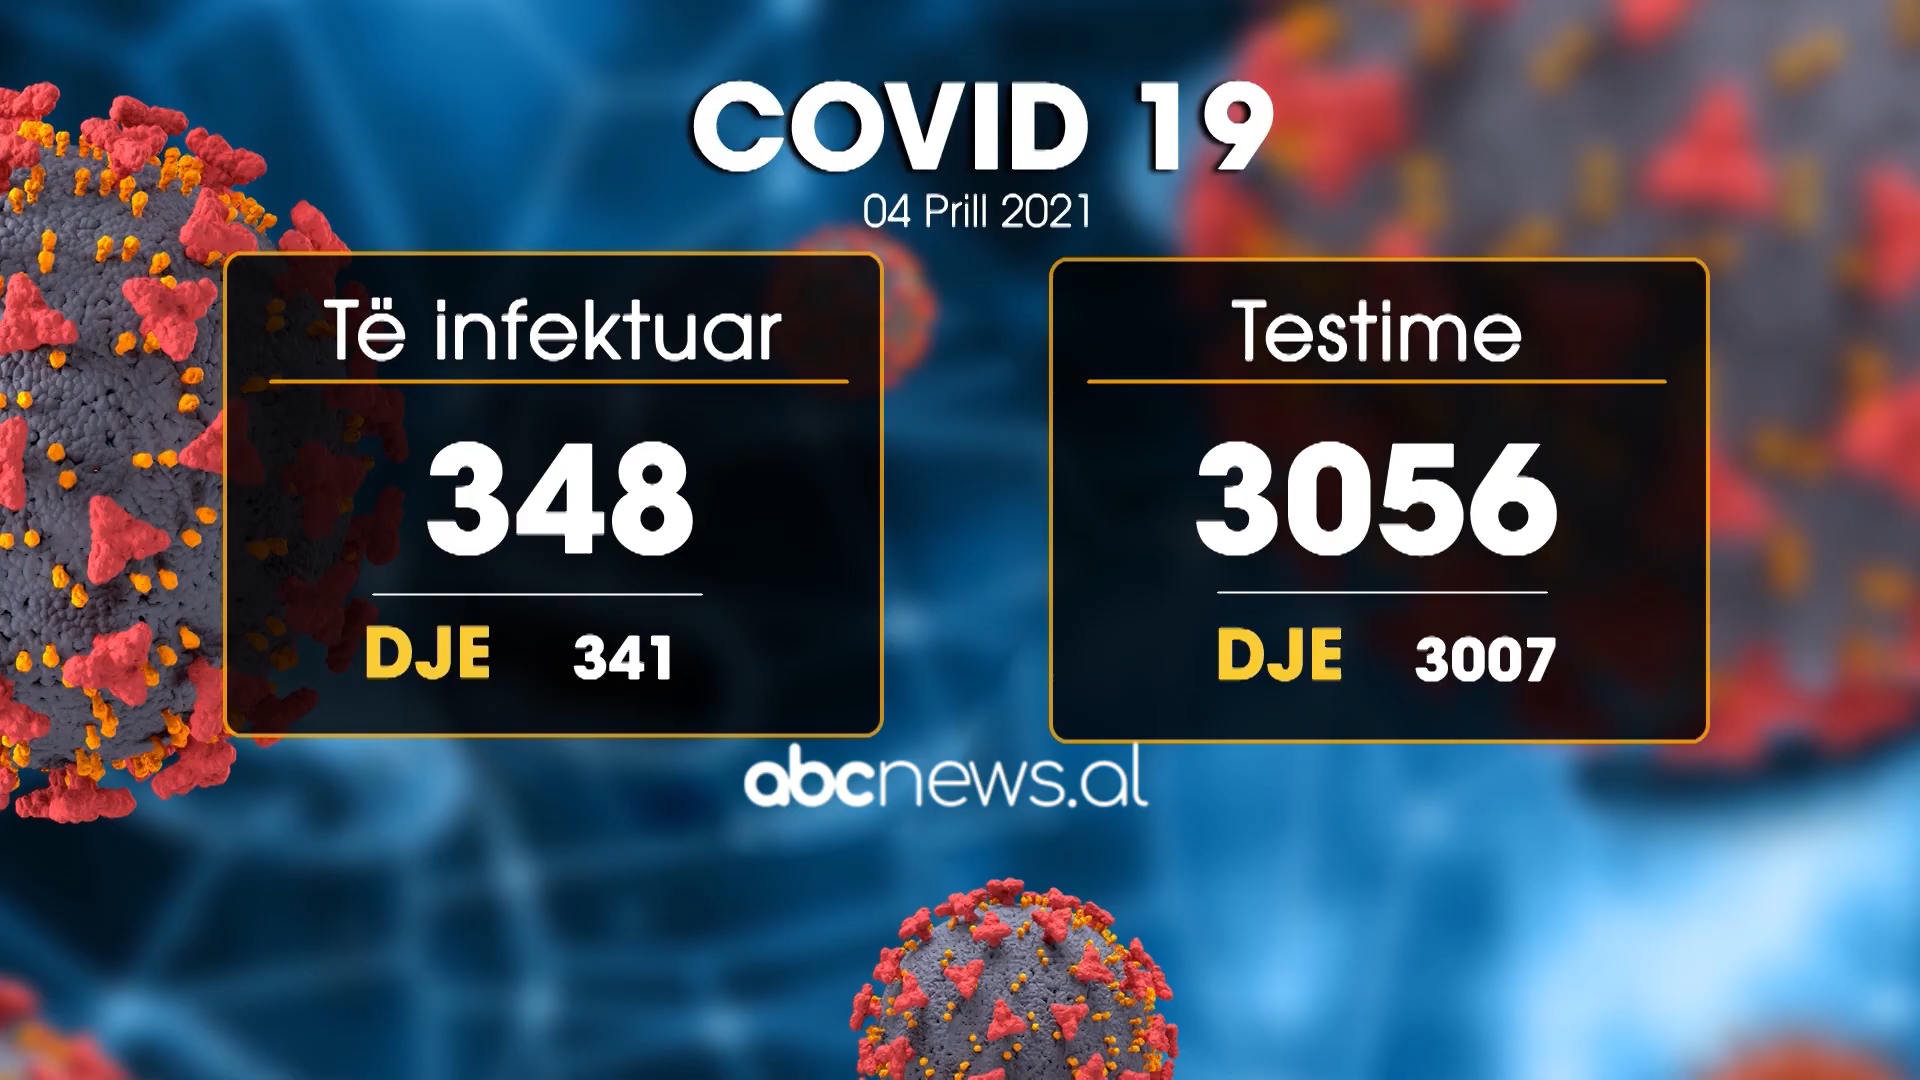 COVID 19
04 Prill 2021
Të infektuar
348
DJE 341
Testime
3056
DJE 3007
abcnews.al